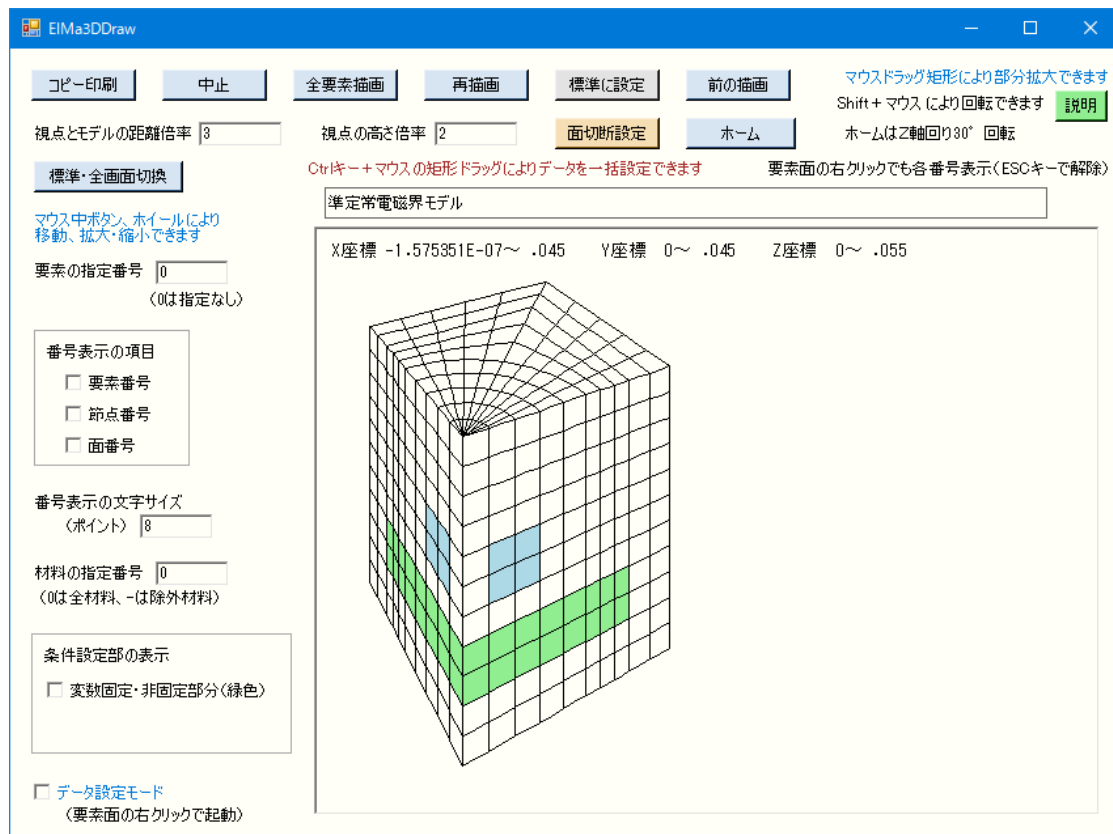 ElMa3DDraw
コピー印刷 中止 全要素描画 再描画 標準に設定 前の描画 マウスドラッグ矩形により部分拡大できます
Shift+マウスにより回転できます 説明
視点とモデルの距離倍率 3 視点の高さ倍率 2 面切断設定 ホーム ホームはZ軸回り30°回転
標準・全画面切換 Ctrlキー+マウスの矩形ドラッグによりデータを一括設定できます 要素面の右クリックでも各番号表示(ESCキーで解除)
準定常電磁界モデル
マウス中ボタン、ホイールにより
移動、拡大・縮小できます
X座標 -1.575351E-07~ .045 Y座標 0~ .045 Z座標 0~ .055
要素の指定番号 0
(0は指定なし)
番号表示の項目
要素番号
節点番号
面番号
番号表示の文字サイズ
(ポイント) 8
材料の指定番号 0
(0は全材料、-は除外材料)
条件設定部の表示
変数固定・非固定部分(緑色)
データ設定モード
(要素面の右クリックで起動)